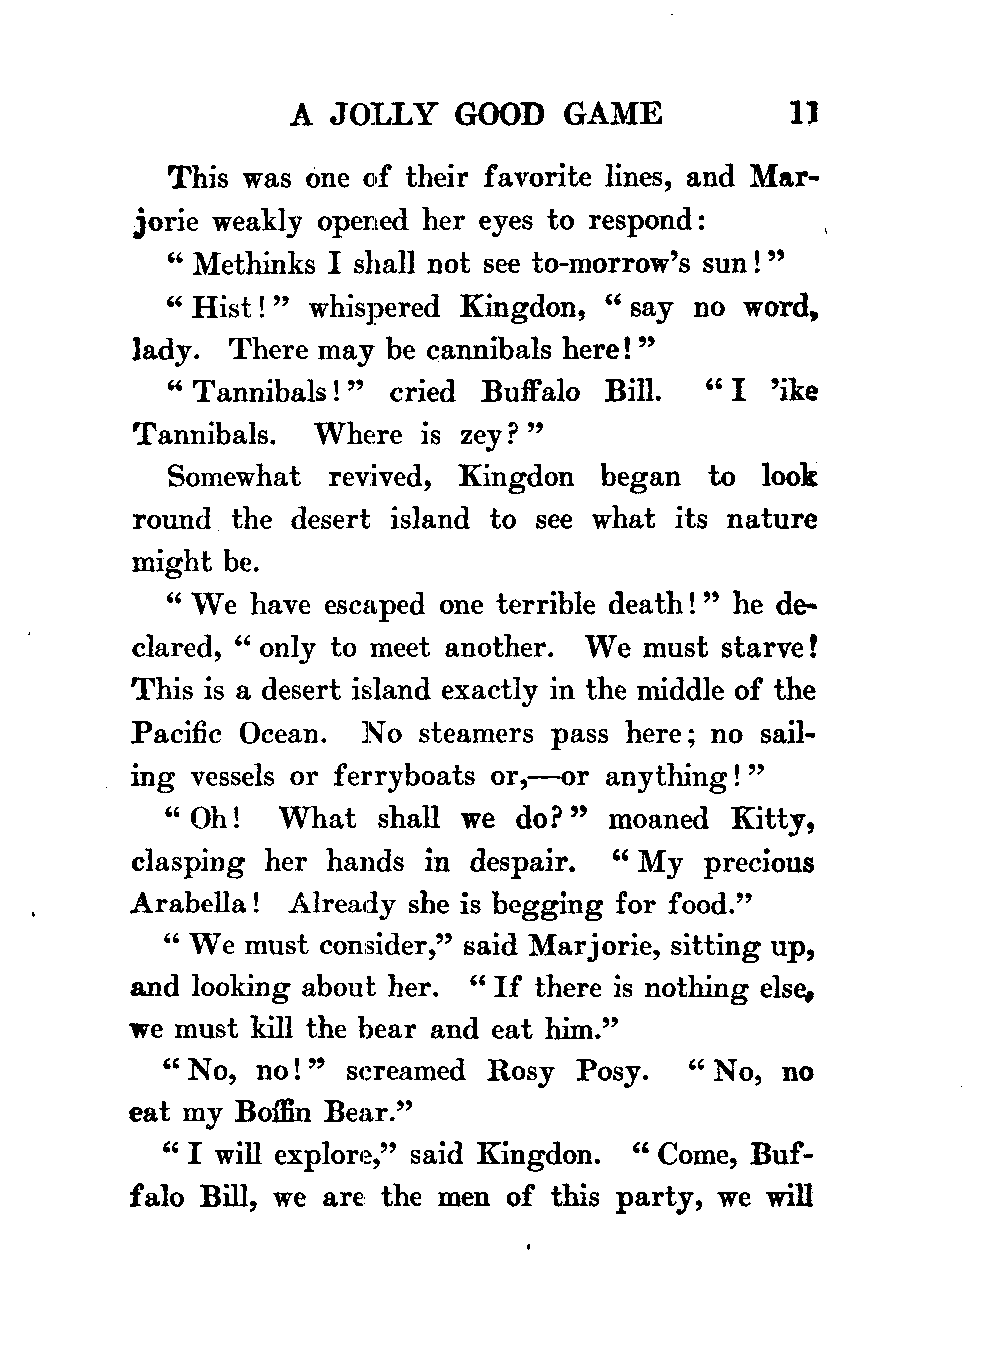 A JOLLY GOOD GAME 11
This was one of their favorite lines, and Mar-
jorie weakly opened her eyes to respond:
“ Methinks I shall not see to-morrow’s sun! ”
“ Hist! ” whispered Kingdon, “ say no word,
lady. There may be cannibals here! ”
“ Tannibals! ” cried Buffalo Bill. “ I ’ike
Tannibals. Where is zey? ”
Somewhat revived, Kingdon began to look
round the desert island to see what its nature
might be.
“ We have escaped one terrible death! ” he de-
clared, “ only to meet another. We must starve!
This is a desert island exactly in the middle of the
Pacific Ocean. No steamers pass here; no sail-
ing vessels or ferryboats or,—or anything! ”
“ Oh! What shall we do? ” moaned Kitty,
clasping her hands in despair. “ My precious
Arabella! Already she is begging for food.”
“ We must consider,” said Marjorie, sitting up,
and looking about her. “ If there is nothing else,
we must kill the bear and eat him.”
“ No, no! ” screamed Rosy Posy. “ No, no
eat my Boffin Bear.”
“ I will explore,” said Kingdon. “ Come, Buf-
falo Bill, we are the men of this party, we will